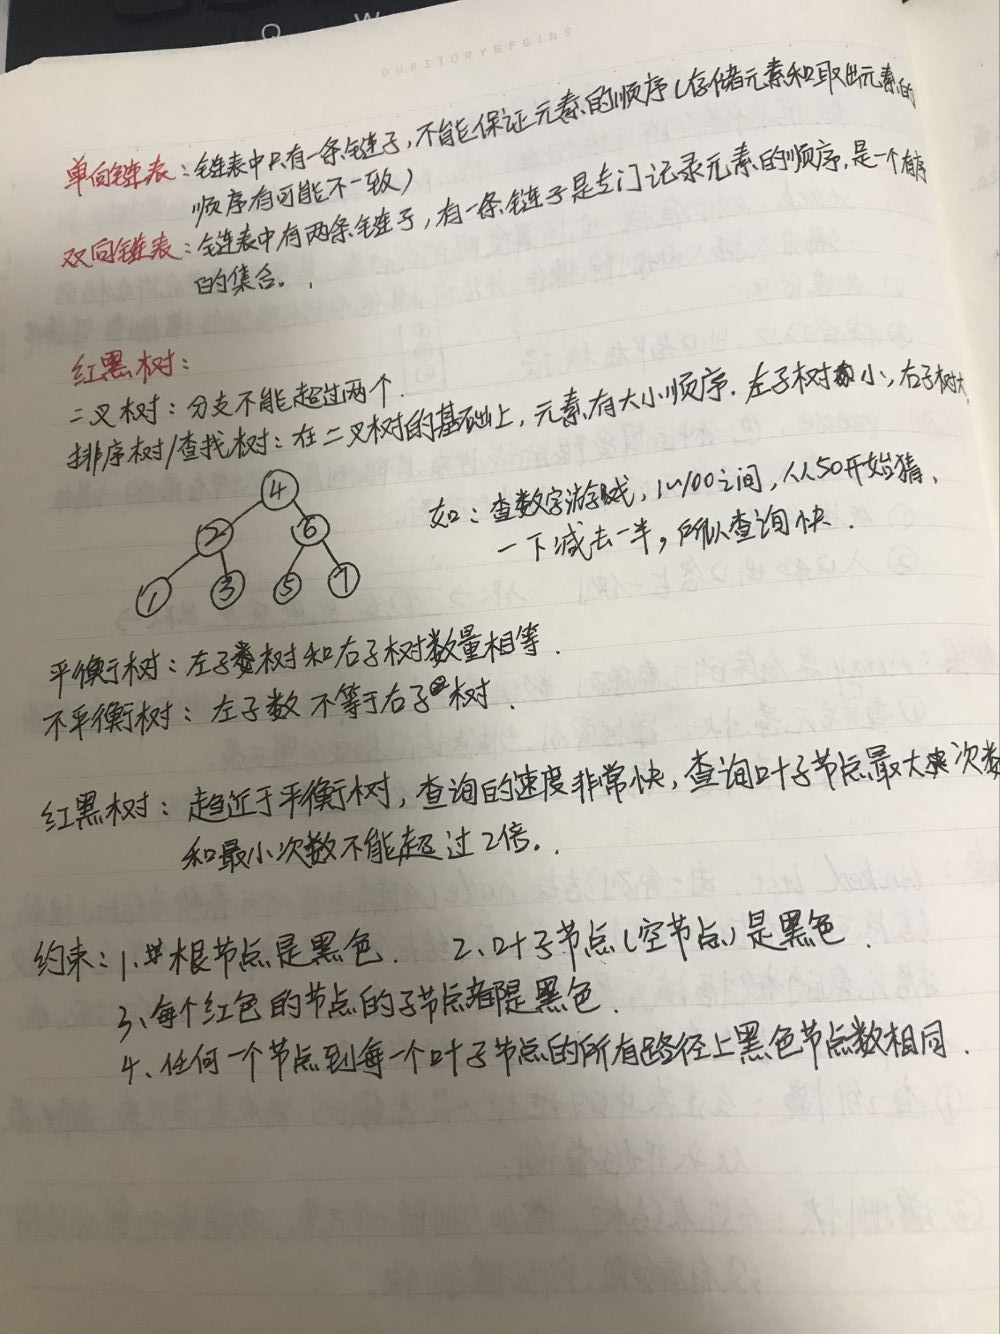 Q W
OURSTORYBEGINS
单向链表：链表中只有一条链子，不能保证元素的顺序（存储元素和取出元素的
顺序有可能不一致）
双向链表：链表中有两条链子，有一条链子是专门记录元素的顺序，是一个有序
的集合。
红黑树：
二叉树：分支不能超过两个.
排序树/查找树：在二叉树的基础上，元素有大小顺序.左子树小，右子树大
4
2 6
1 3 5 7
如：查数字游戏，1~100之间，从50开始猜、
一下减去一半，所以查询快.
平衡树：左子树和右子树数量相等.
不平衡树：左子数不等于右子树.
红黑树：趋近于平衡树，查询的速度非常快，查询叶子节点最大次数
和最小次数不能超过2倍。
约束：1、根节点是黑色. 2、叶子节点（空节点）是黑色.
3、每个红色的节点的子节点都是黑色.
4、任何一个节点到每一个叶子节点的所有路径上黑色节点数相同.